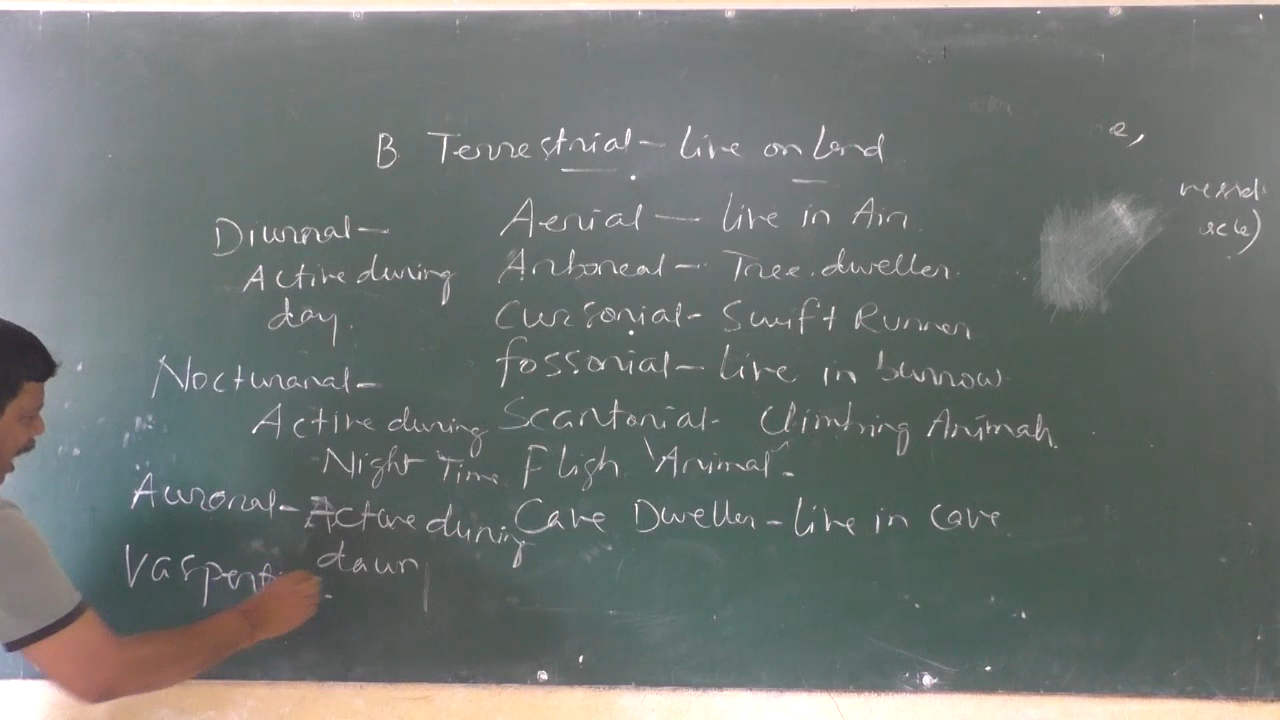 B Terrestrial - live on land
Aerial - live in Air.
Arboreal - Tree dweller.
Cursorial - Swift Runner
fossorial - live in burrow
Scantorial - Climbing Animals.
Fligh "Animal" -
Cave Dweller - live in cave
Diurnal -
Active during
day.
Nocturanal -
Active during
Night Time
Auroral - Active during
dawn
e,